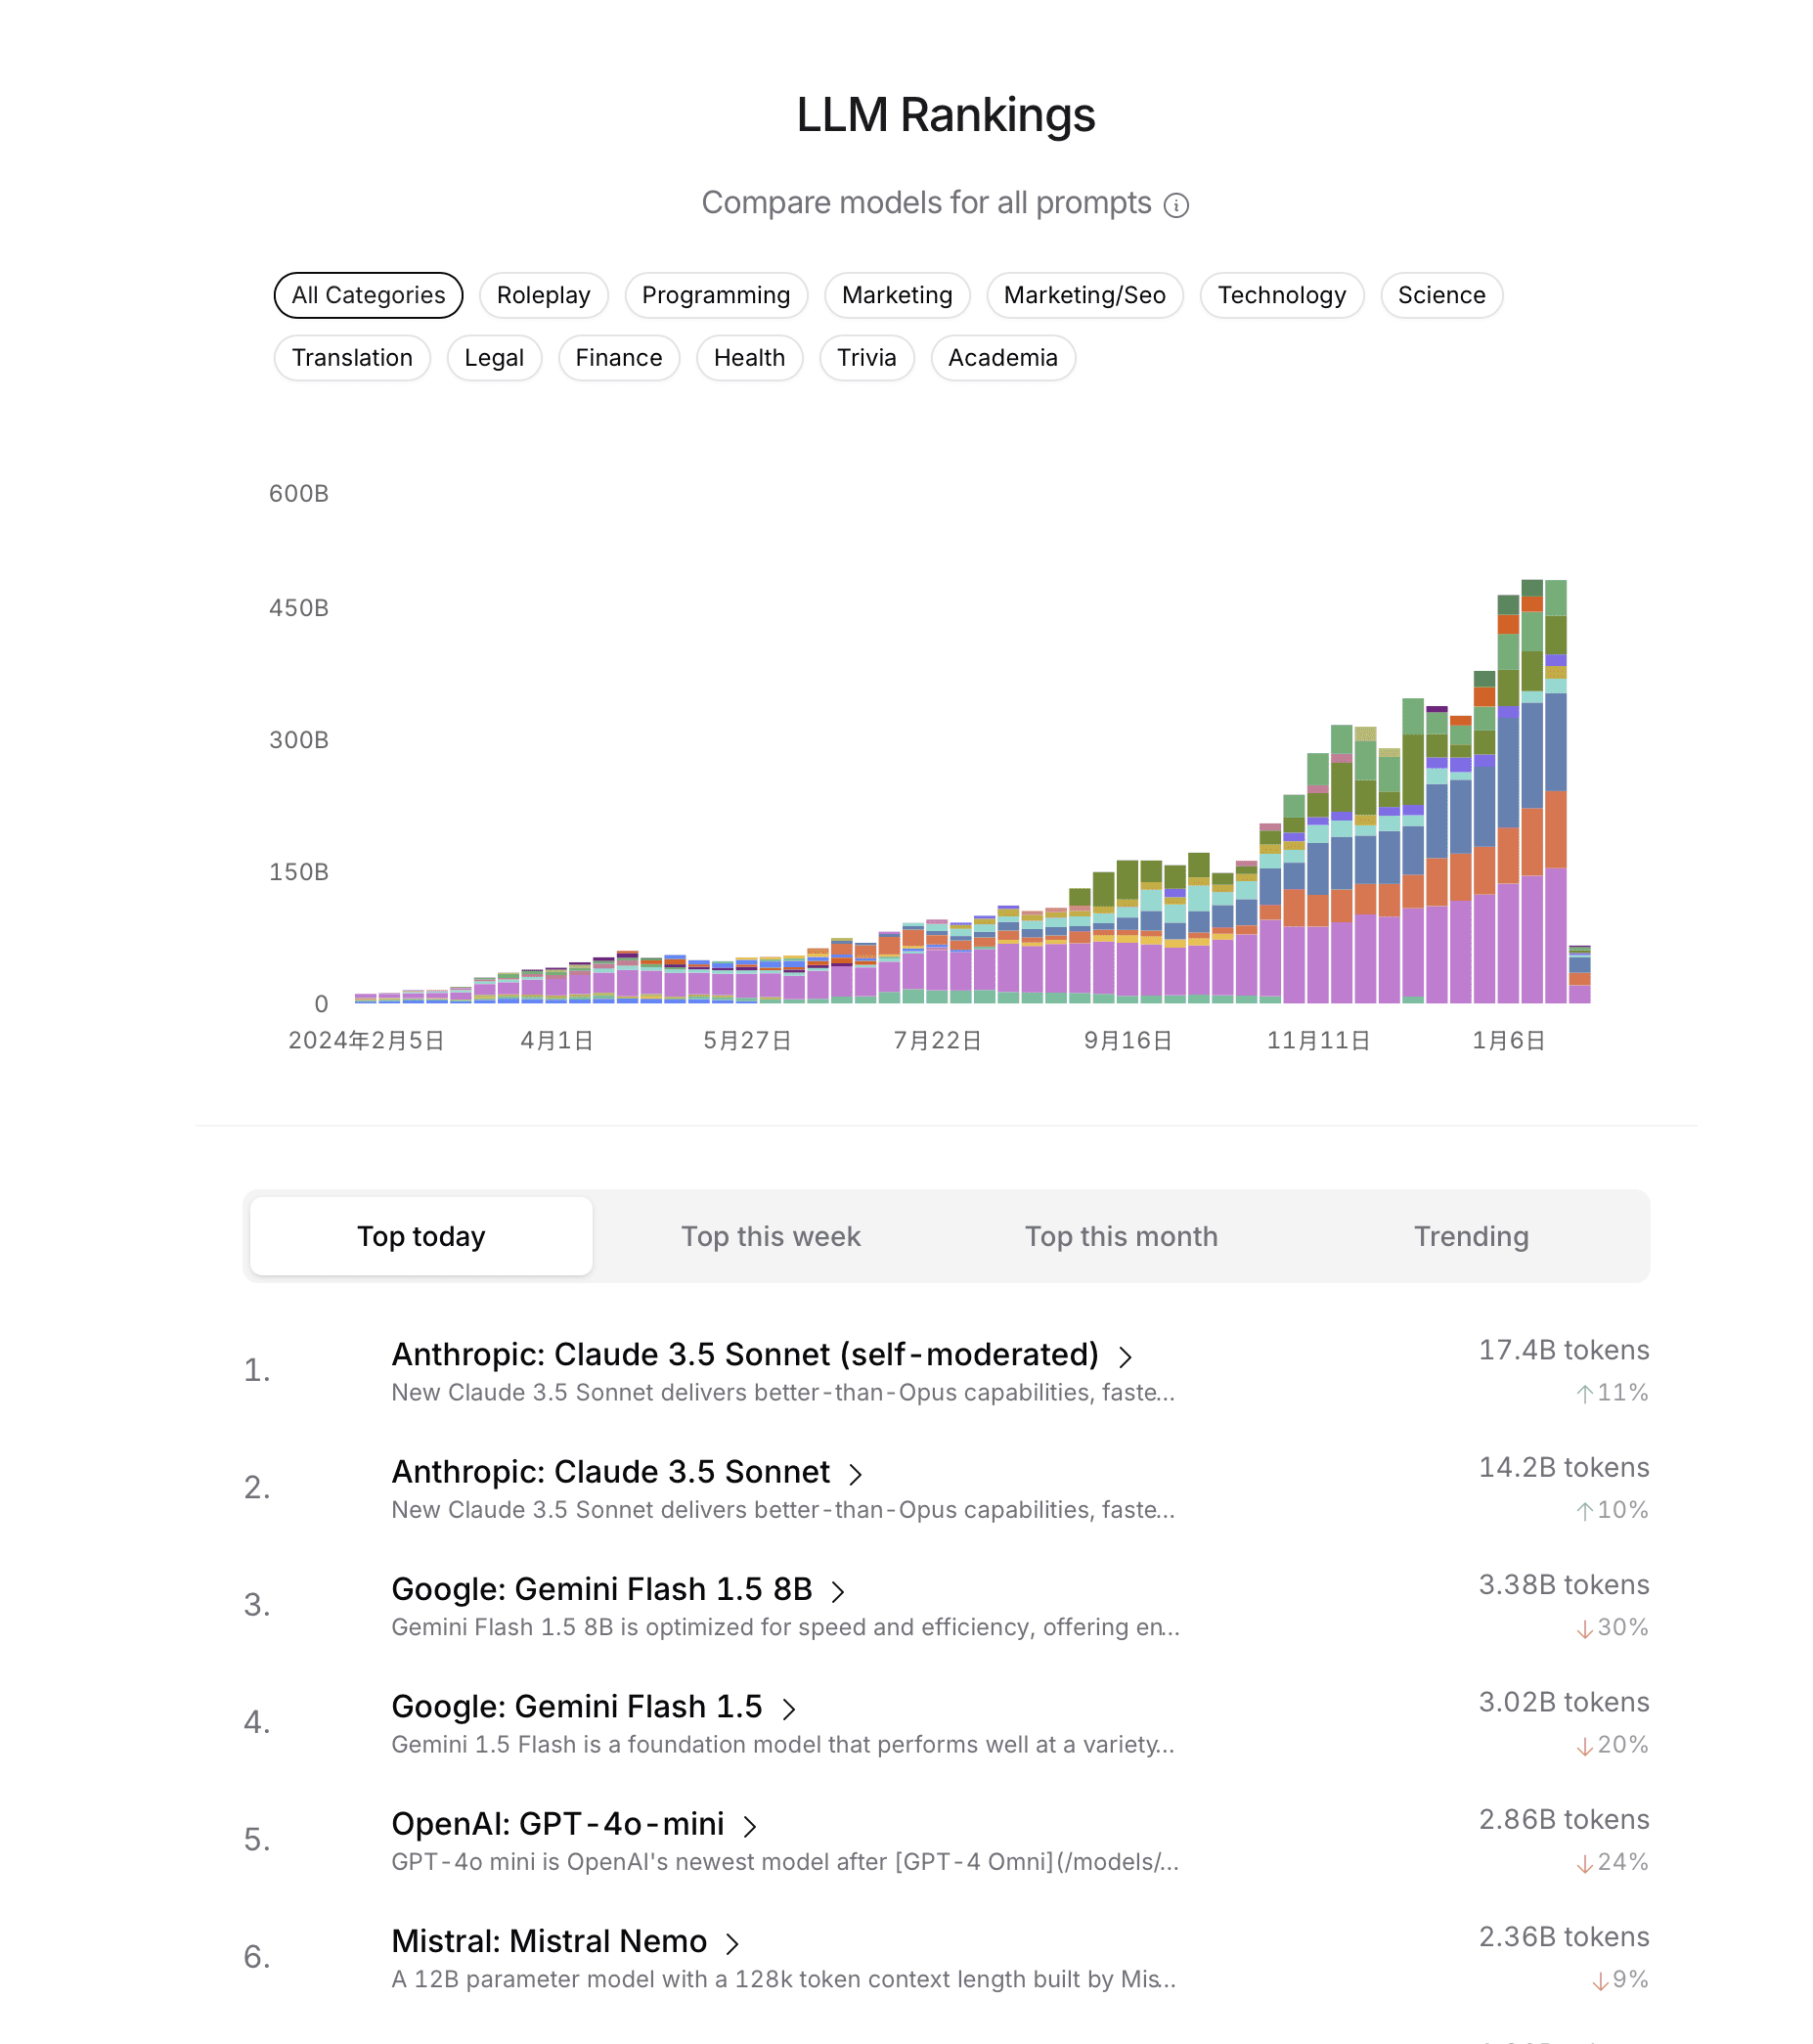 LLM Rankings
Compare models for all prompts
All Categories Roleplay Programming Marketing Marketing/Seo Technology Science
Translation Legal Finance Health Trivia Academia
600B
450B
300B
150B
0
2024年2月5日 4月1日 5月27日 7月22日 9月16日 11月11日 1月6日
Top today Top this week Top this month Trending
1. Anthropic: Claude 3.5 Sonnet (self-moderated) 17.4B tokens
New Claude 3.5 Sonnet delivers better-than-Opus capabilities, faste... ↑11%
2. Anthropic: Claude 3.5 Sonnet 14.2B tokens
New Claude 3.5 Sonnet delivers better-than-Opus capabilities, faste... ↑10%
3. Google: Gemini Flash 1.5 8B 3.38B tokens
Gemini Flash 1.5 8B is optimized for speed and efficiency, offering en... ↓30%
4. Google: Gemini Flash 1.5 3.02B tokens
Gemini 1.5 Flash is a foundation model that performs well at a variety... ↓20%
5. OpenAI: GPT-4o-mini 2.86B tokens
GPT-4o mini is OpenAI's newest model after [GPT-4 Omni](/models/... ↓24%
6. Mistral: Mistral Nemo 2.36B tokens
A 12B parameter model with a 128k token context length built by Mis... ↓9%